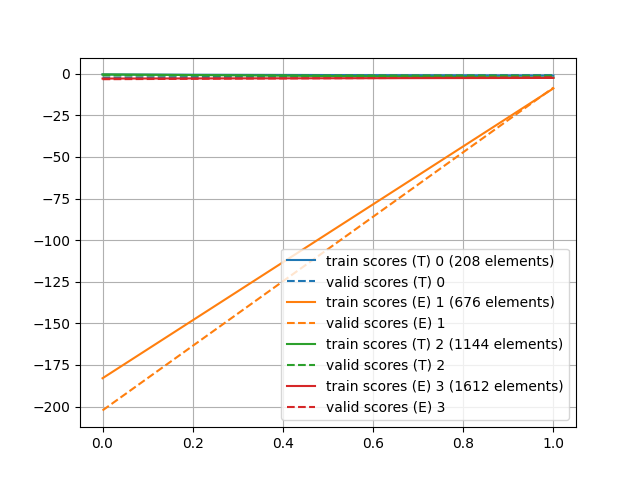 0
−25
−50
−75
−100
−125
−150
−175
−200
train scores (T) 0 (208 elements)
valid scores (T) 0
train scores (E) 1 (676 elements)
valid scores (E) 1
train scores (T) 2 (1144 elements)
valid scores (T) 2
train scores (E) 3 (1612 elements)
valid scores (E) 3
0.0 0.2 0.4 0.6 0.8 1.0